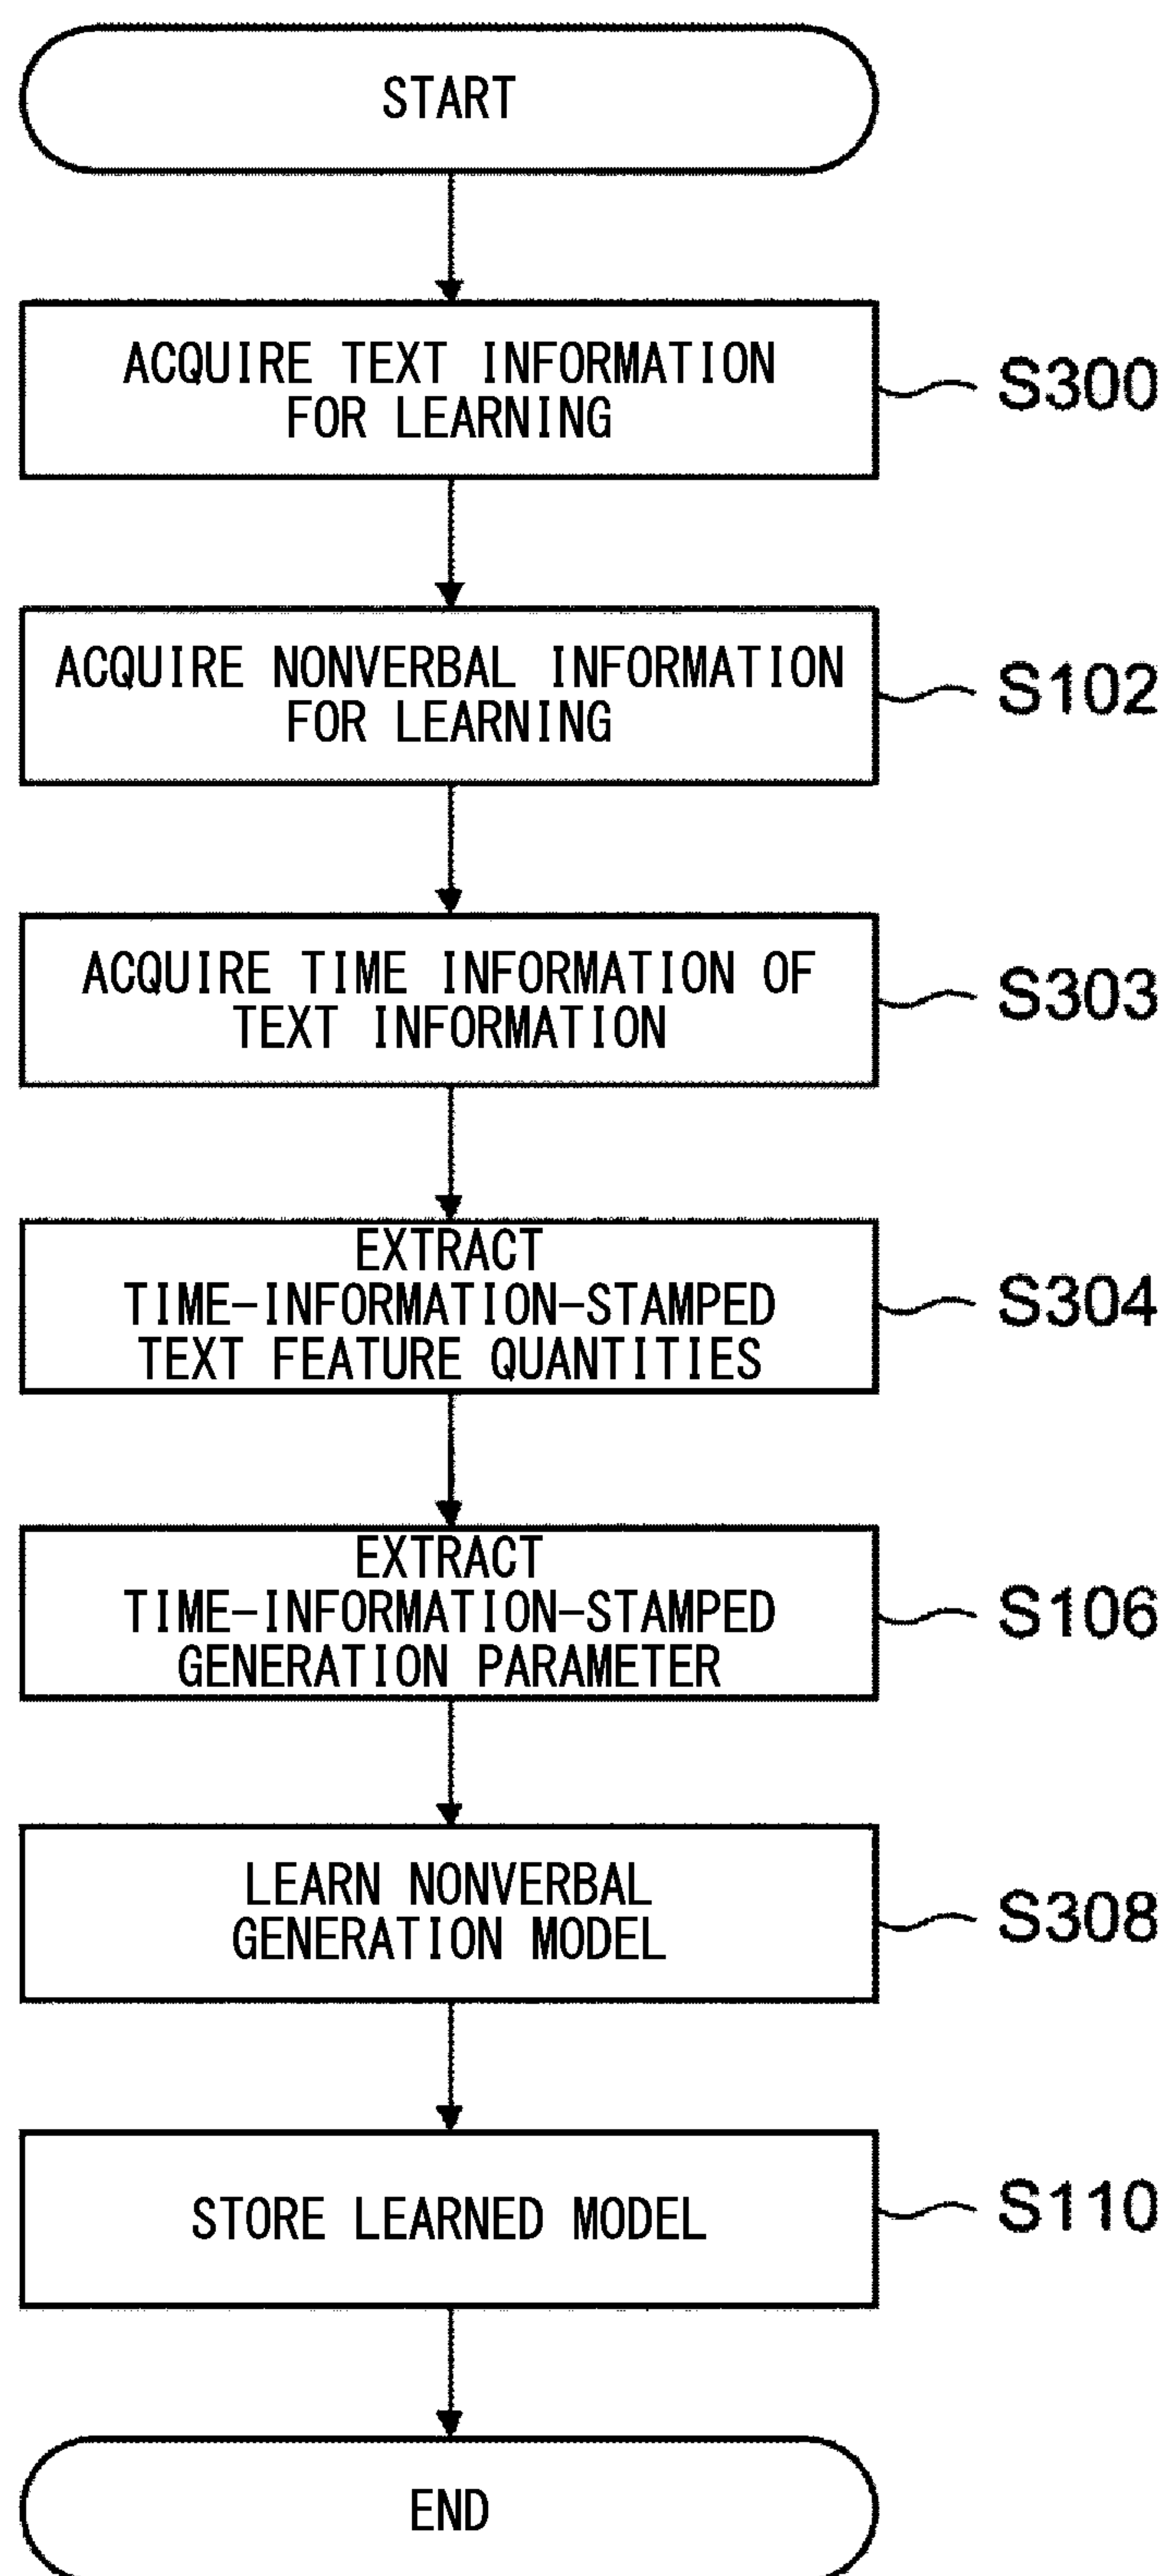 START
ACQUIRE TEXT INFORMATION
FOR LEARNING
S300
ACQUIRE NONVERBAL INFORMATION
FOR LEARNING
S102
ACQUIRE TIME INFORMATION OF
TEXT INFORMATION
S303
EXTRACT
TIME-INFORMATION-STAMPED
TEXT FEATURE QUANTITIES
S304
EXTRACT
TIME-INFORMATION-STAMPED
GENERATION PARAMETER
S106
LEARN NONVERBAL
GENERATION MODEL
S308
STORE LEARNED MODEL
S110
END